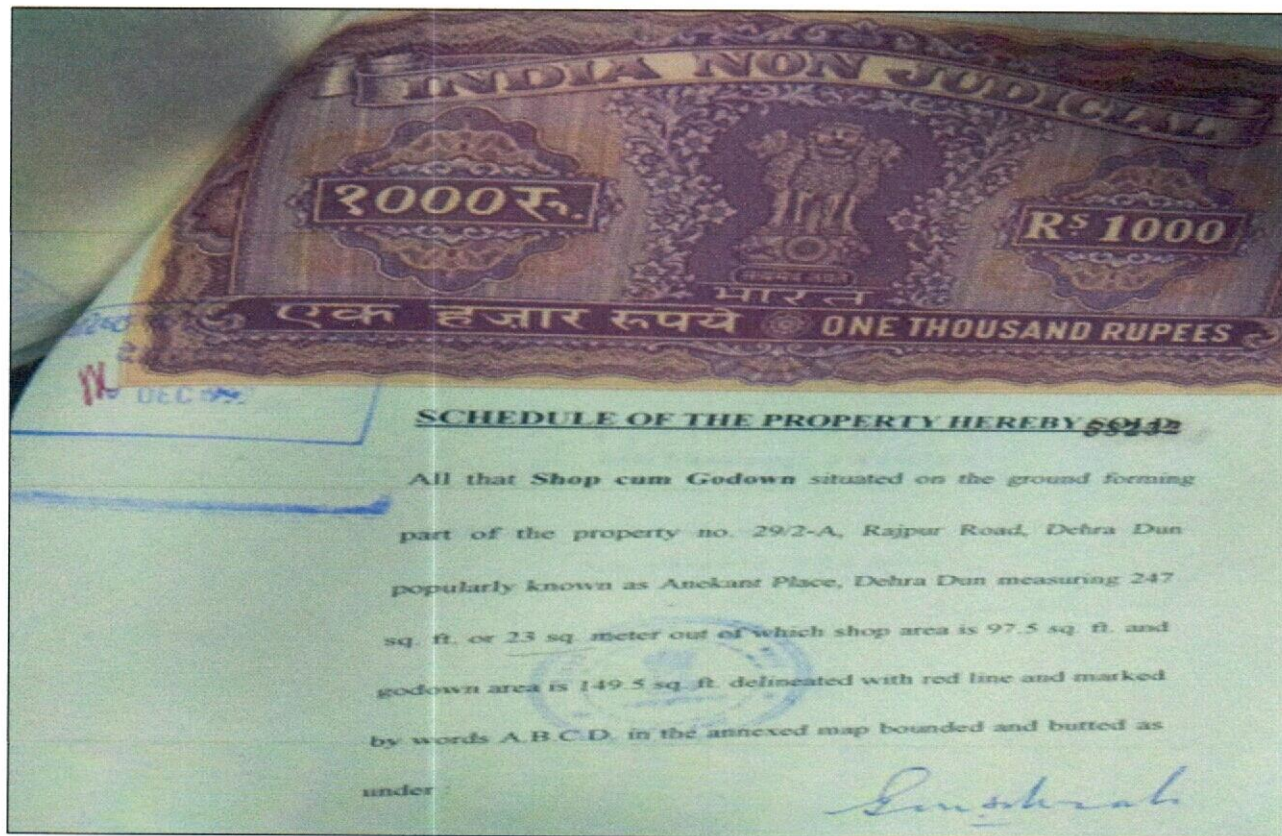 INDIA NON JUDICIAL
१000रु.
Rs 1000
भारत
एक हज़ार रुपये ONE THOUSAND RUPEES
DEC
SCHEDULE OF THE PROPERTY HEREBY SOLD
All that Shop cum Godown situated on the ground forming
part of the property no. 29/2-A, Rajpur Road, Dehra Dun
popularly known as Anekant Place, Dehra Dun measuring 247
sq. ft. or 23 sq. meter out of which shop area is 97.5 sq. ft. and
godown area is 149.5 sq. ft. delineated with red line and marked
by words A.B.C.D. in the annexed map bounded and butted as
under :